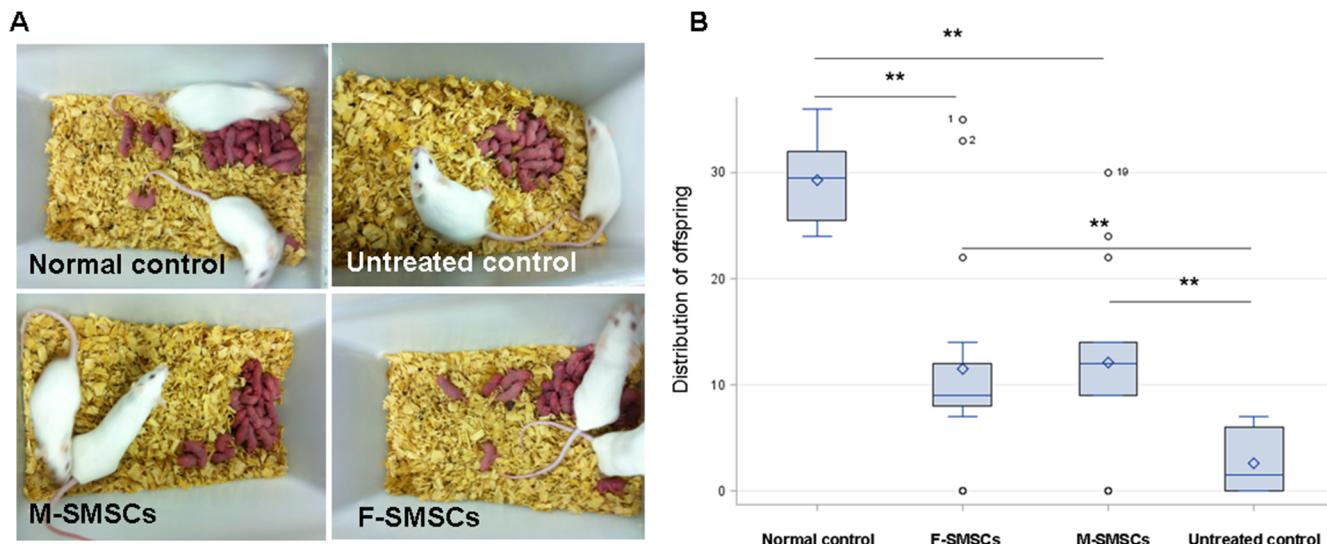 A
Normal control
Untreated control
M-SMSCs
F-SMSCs
B
**
**
1
2
30
19
**
20
**
10
0
Distribution of offspring
Normal control
F-SMSCs
M-SMSCs
Untreated control